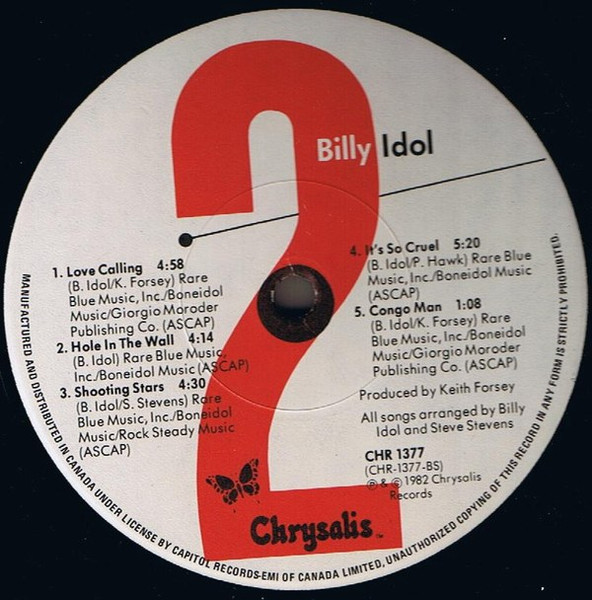 2
Billy Idol
1. Love Calling 4:58
(B. Idol/K. Forsey) Rare
Blue Music, Inc./Boneidol
Music/Giorgio Moroder
Publishing Co. (ASCAP)
2. Hole In The Wall 4:14
(B. Idol) Rare Blue Music,
Inc./Boneidol Music (ASCAP)
3. Shooting Stars 4:30
(B. Idol/S. Stevens) Rare
Blue Music, Inc./Boneidol
Music/Rock Steady Music
(ASCAP)
4. It's So Cruel 5:20
(B. Idol/P. Hawk) Rare Blue
Music, Inc./Boneidol Music
(ASCAP)
5. Congo Man 1:08
(B. Idol/K. Forsey) Rare
Blue Music, Inc./Boneidol
Music/Giorgio Moroder
Publishing Co. (ASCAP)
Produced by Keith Forsey
All songs arranged by Billy
Idol and Steve Stevens
CHR 1377
(CHR-1377-BS)
℗ & © 1982 Chrysalis
Records
Chrysalis™
MANUFACTURED AND DISTRIBUTED IN CANADA UNDER LICENSE BY CAPITOL RECORDS-EMI OF CANADA LIMITED, UNAUTHORIZED COPYING OF THIS RECORD IN ANY FORM IS STRICTLY PROHIBITED.